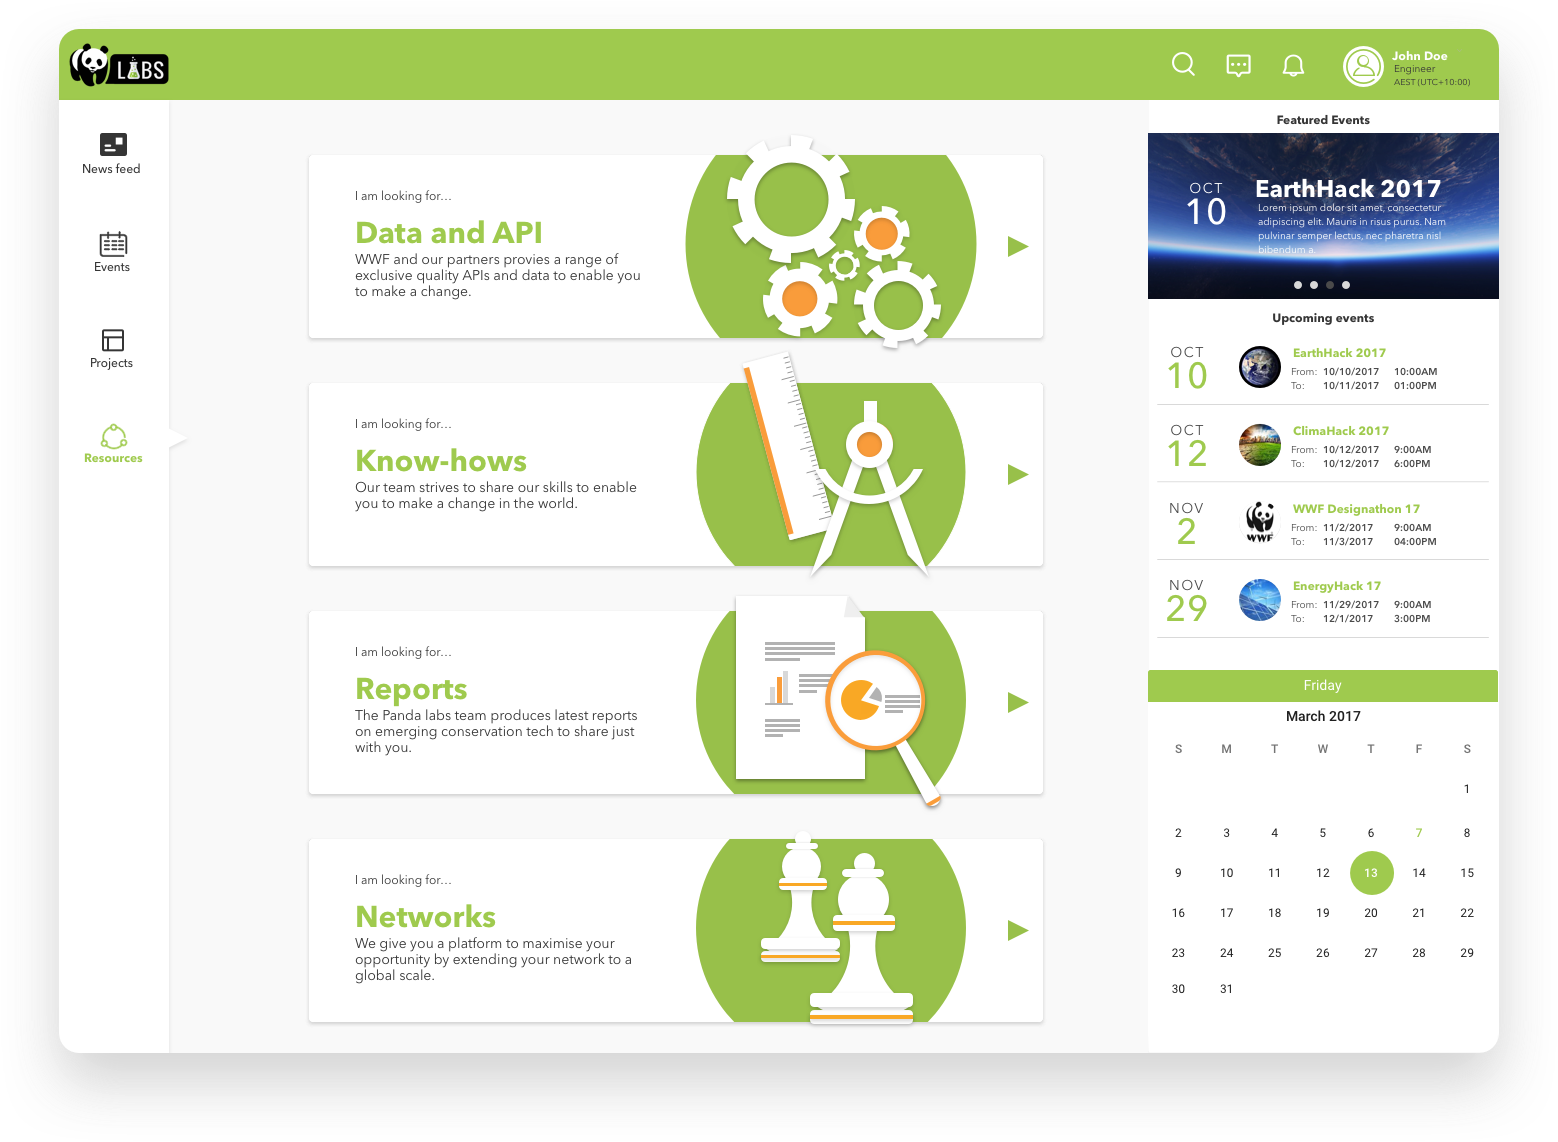 LABS
John Doe
Engineer
AEST (UTC+10:00)
News feed
Events
Projects
Resources
I am looking for...
Data and API
WWF and our partners provies a range of
exclusive quality APIs and data to enable you
to make a change.
I am looking for...
Know-hows
Our team strives to share our skills to enable
you to make a change in the world.
I am looking for...
Reports
The Panda labs team produces latest reports
on emerging conservation tech to share just
with you.
I am looking for...
Networks
We give you a platform to maximise your
opportunity by extending your network to a
global scale.
Featured Events
OCT
10
EarthHack 2017
Lorem ipsum dolor sit amet, consectetur
adipiscing elit. Mauris in risus purus. Nam
pulvinar semper lectus, nec pharetra nisl
bibendum a
Upcoming events
OCT
10
EarthHack 2017
From: 10/10/2017 10:00AM
To: 10/11/2017 01:00PM
OCT
12
ClimaHack 2017
From: 10/12/2017 9:00AM
To: 10/12/2017 6:00PM
NOV
2
WWF
WWF Designathon 17
From: 11/2/2017 9:00AM
To: 11/3/2017 04:00PM
NOV
29
EnergyHack 17
From: 11/29/2017 9:00AM
To: 12/1/2017 3:00PM
Friday
March 2017
S M T W T F S
1
2 3 4 5 6 7 8
9 10 11 12 13 14 15
16 17 18 19 20 21 22
23 24 25 26 27 28 29
30 31